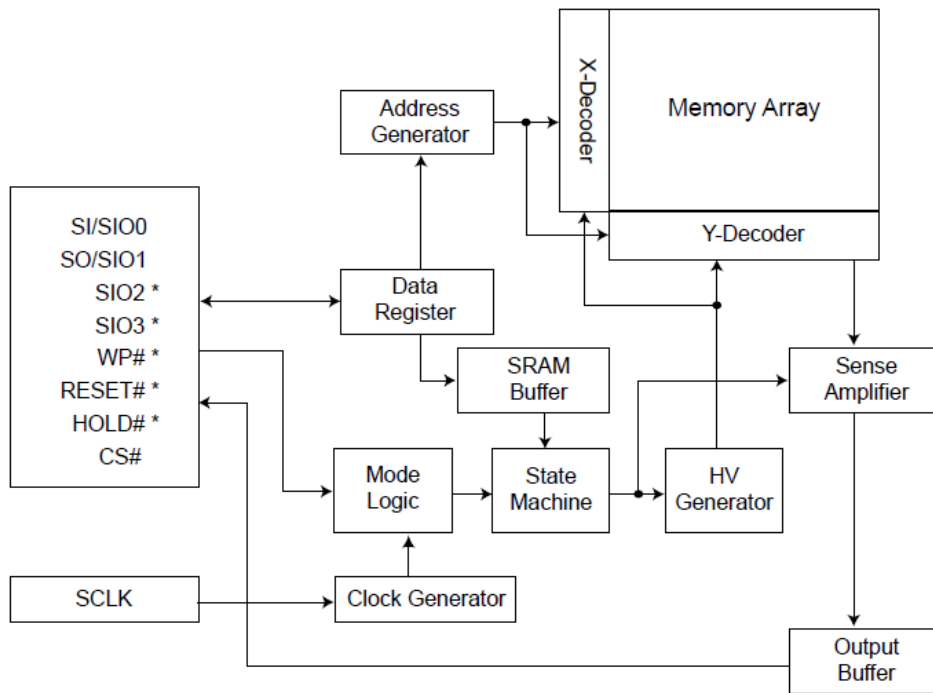 X-Decoder
Memory Array
Address
Generator
Y-Decoder
SI/SIO0
SO/SIO1
SIO2 *
SIO3 *
WP# *
RESET# *
HOLD# *
CS#
Data
Register
SRAM
Buffer
Sense
Amplifier
Mode
Logic
State
Machine
HV
Generator
SCLK
Clock Generator
Output
Buffer